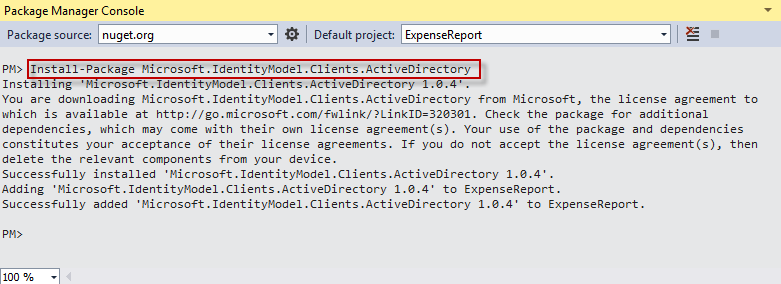 Package Manager Console
Package source: nuget.org Default project: ExpenseReport
PM> Install-Package Microsoft.IdentityModel.Clients.ActiveDirectory
Installing 'Microsoft.IdentityModel.Clients.ActiveDirectory 1.0.4'.
You are downloading Microsoft.IdentityModel.Clients.ActiveDirectory from Microsoft, the license agreement to
which is available at http://go.microsoft.com/fwlink/?LinkID=320301. Check the package for additional
dependencies, which may come with their own license agreement(s). Your use of the package and dependencies
constitutes your acceptance of their license agreements. If you do not accept the license agreement(s), then
delete the relevant components from your device.
Successfully installed 'Microsoft.IdentityModel.Clients.ActiveDirectory 1.0.4'.
Adding 'Microsoft.IdentityModel.Clients.ActiveDirectory 1.0.4' to ExpenseReport.
Successfully added 'Microsoft.IdentityModel.Clients.ActiveDirectory 1.0.4' to ExpenseReport.
PM>
100 %